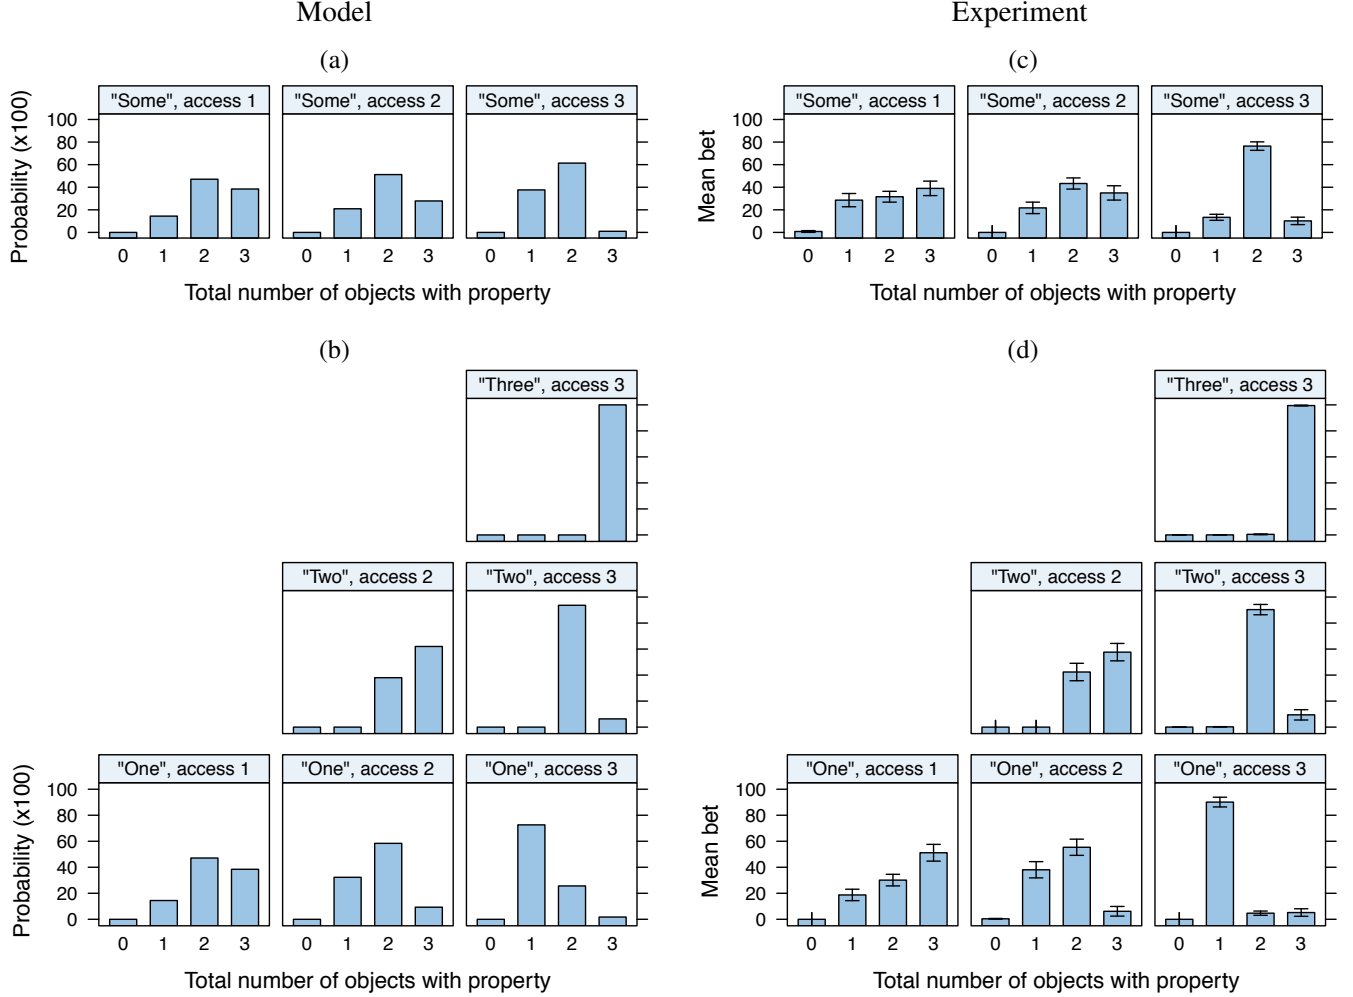 Model
Experiment
(a)
(c)
"Some", access 1
"Some", access 2
"Some", access 3
Probability (x100)
100
80
60
40
20
0
0 1 2 3
0 1 2 3
0 1 2 3
Total number of objects with property
"Some", access 1
"Some", access 2
"Some", access 3
Mean bet
100
80
60
40
20
0
0 1 2 3
0 1 2 3
0 1 2 3
Total number of objects with property
(b)
(d)
"Three", access 3
"Two", access 2
"Two", access 3
"One", access 1
"One", access 2
"One", access 3
Probability (x100)
100
80
60
40
20
0
0 1 2 3
0 1 2 3
0 1 2 3
Total number of objects with property
"Three", access 3
"Two", access 2
"Two", access 3
"One", access 1
"One", access 2
"One", access 3
Mean bet
100
80
60
40
20
0
0 1 2 3
0 1 2 3
0 1 2 3
Total number of objects with property